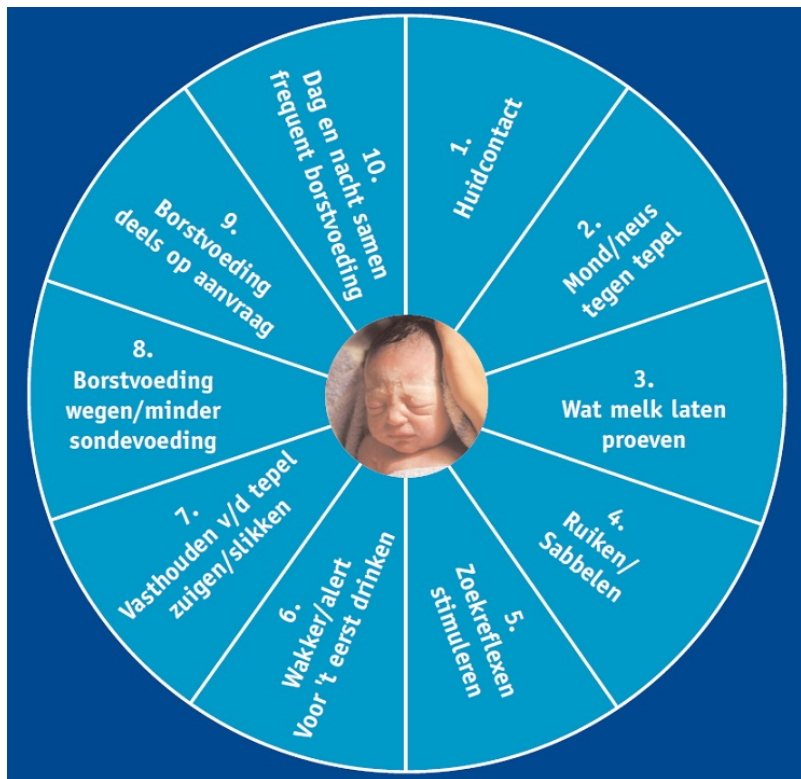 1.
Huidcontact
2.
Mond/neus
tegen tepel
3.
Wat melk laten
proeven
4.
Ruiken/
Sabbelen
5.
Zoekreflexen
stimuleren
6.
Wakker/alert
Voor 't eerst drinken
7.
Vasthouden v/d tepel
zuigen/slikken
8.
Borstvoeding
wegen/minder
sondevoeding
9.
Borstvoeding
deels op aanvraag
10.
Dag en nacht samen
frequent borstvoeding